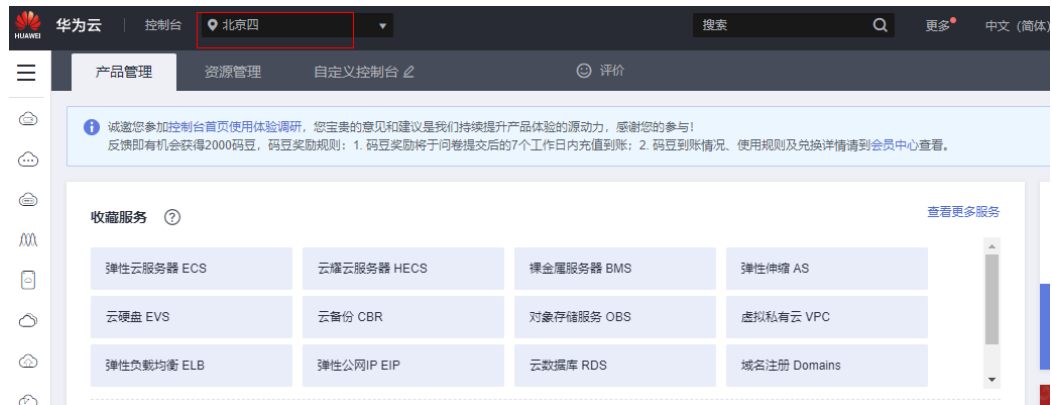 HUAWEI 华为云 控制台 北京四 搜索 更多 中文 (简体)
产品管理 资源管理 自定义控制台 评价
诚邀您参加控制台首页使用体验调研，您宝贵的意见和建议是我们持续提升产品体验的源动力，感谢您的参与！
反馈即有机会获得2000码豆，码豆奖励规则：1. 码豆奖励将于问卷提交后的7个工作日内充值到账；2. 码豆到账情况、使用规则及兑换详情请到会员中心查看。
收藏服务 ? 查看更多服务
弹性云服务器 ECS 云耀云服务器 HECS 裸金属服务器 BMS 弹性伸缩 AS
云硬盘 EVS 云备份 CBR 对象存储服务 OBS 虚拟私有云 VPC
弹性负载均衡 ELB 弹性公网IP EIP 云数据库 RDS 域名注册 Domains